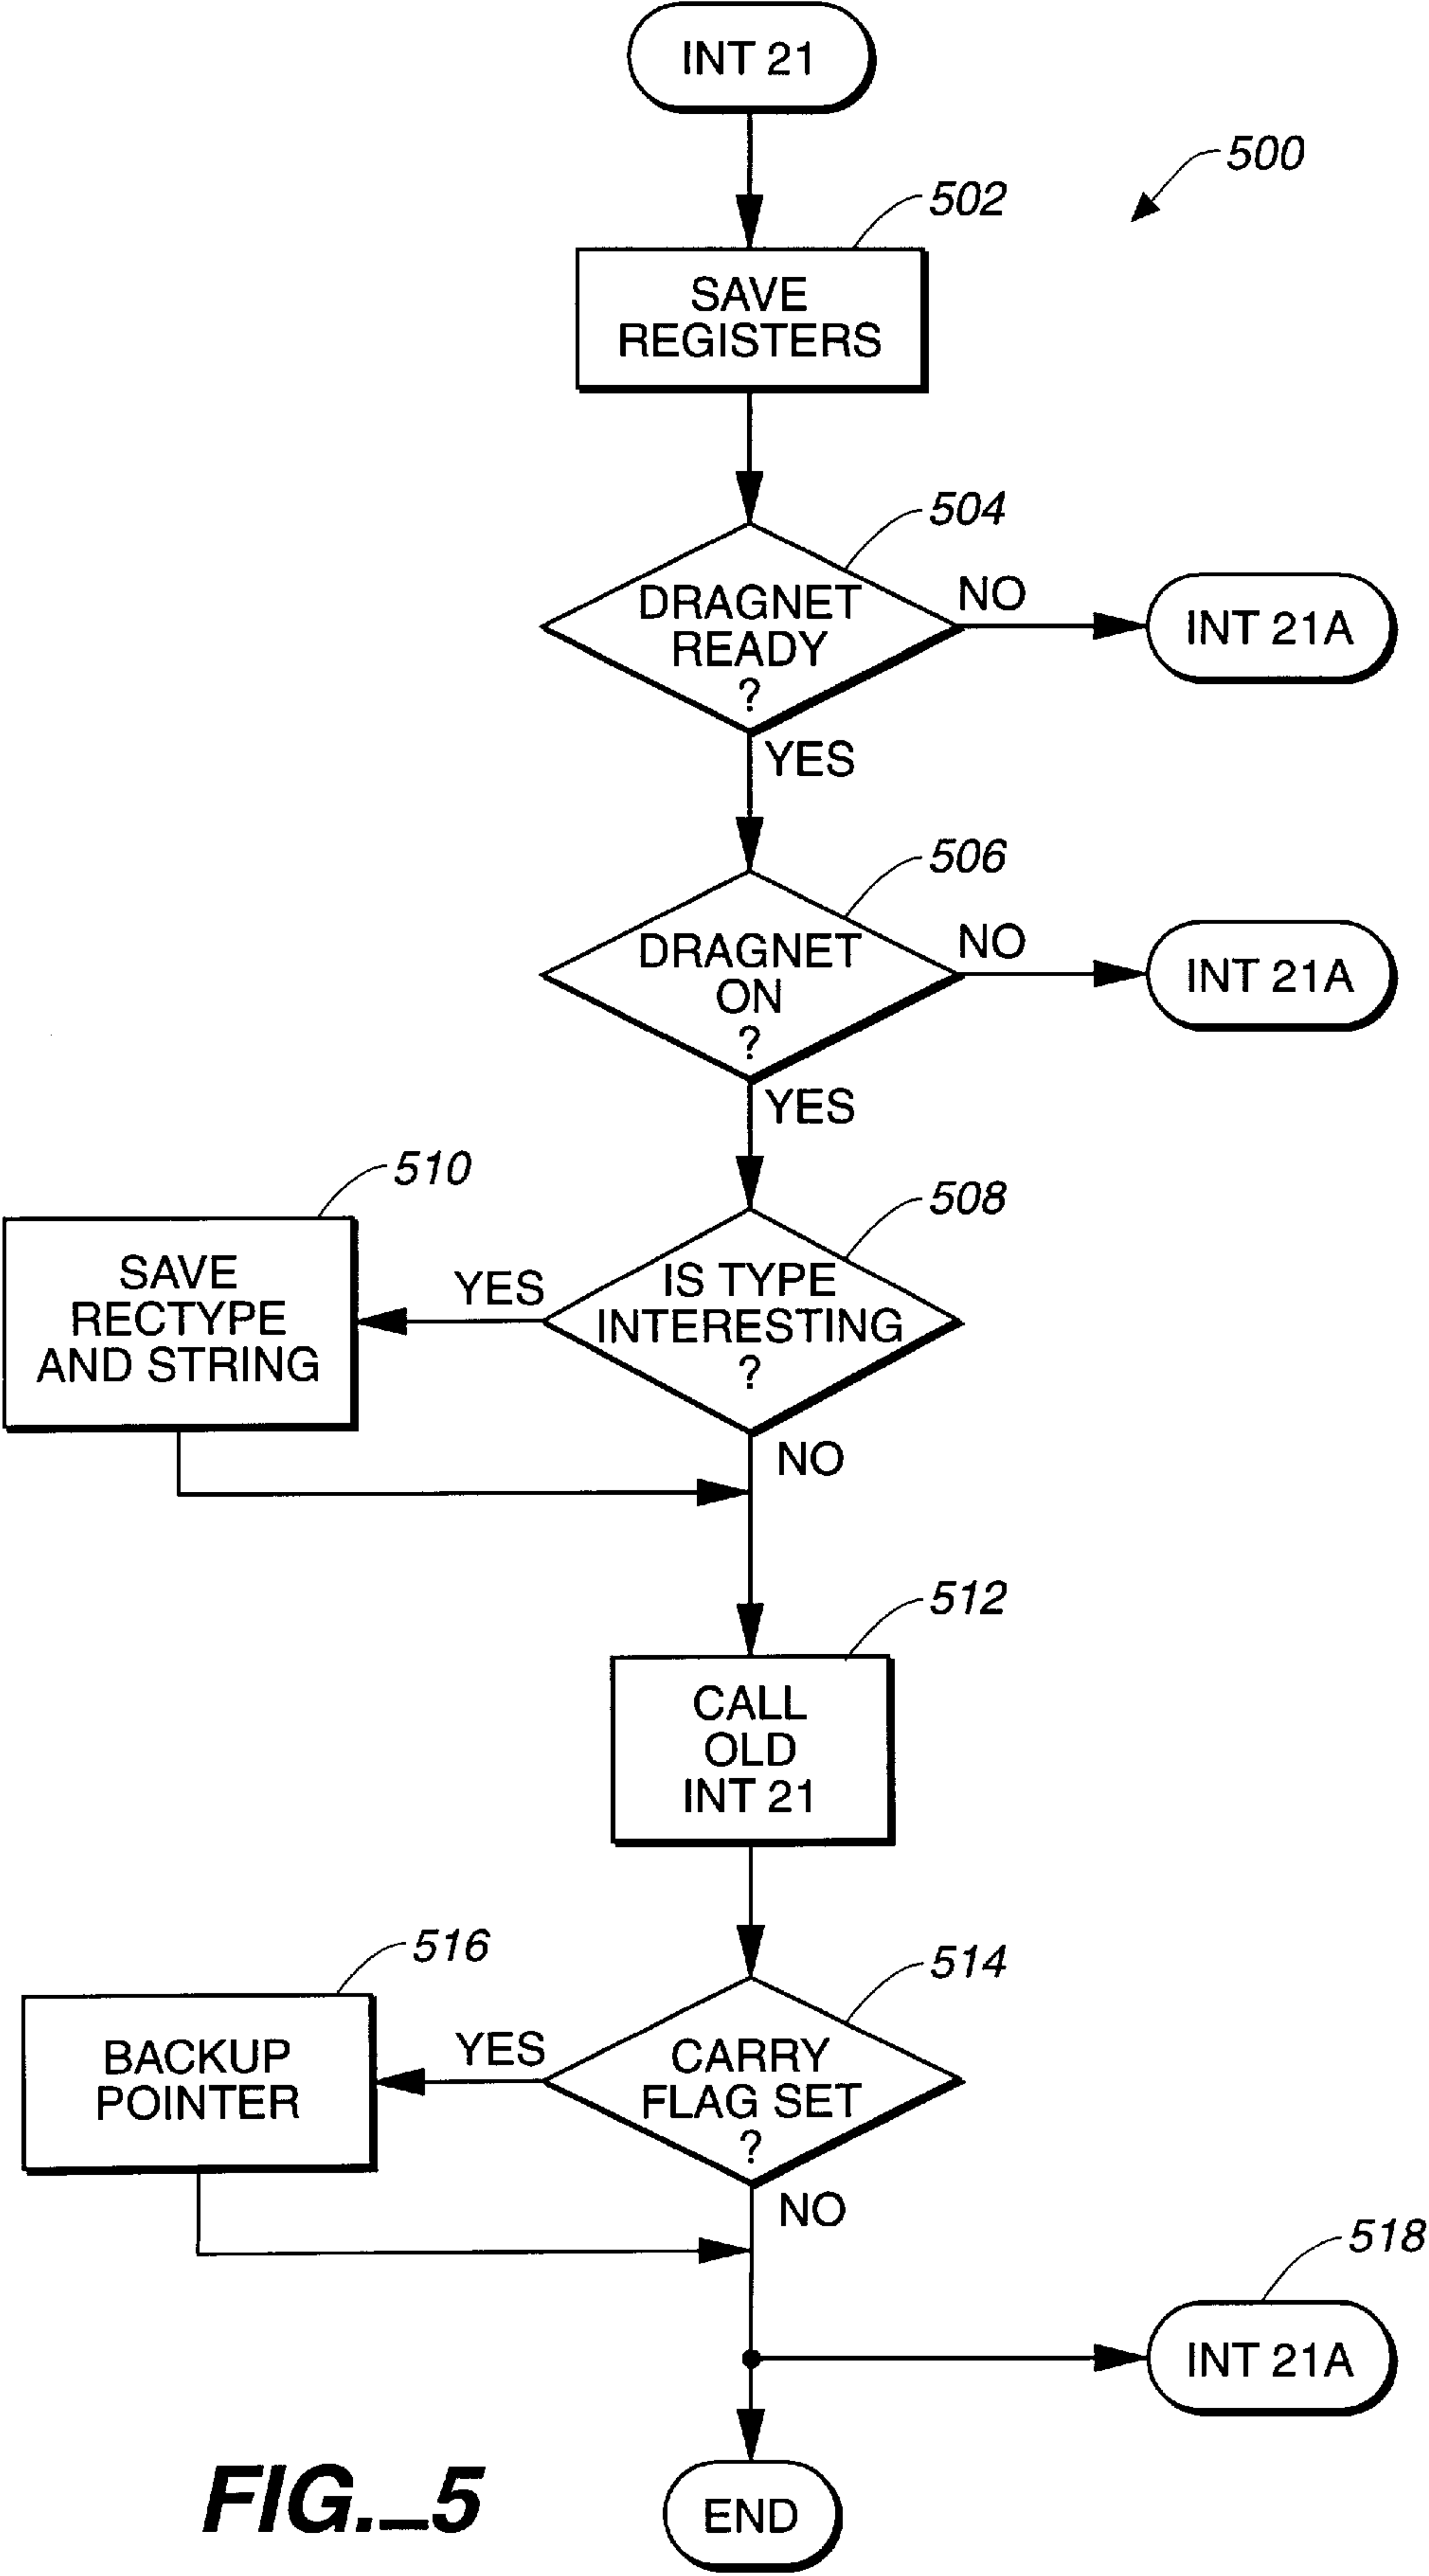 INT 21
500
502
SAVE
REGISTERS
504
DRAGNET
READY
?
NO
INT 21A
YES
506
DRAGNET
ON
?
NO
INT 21A
YES
510
508
SAVE
RECTYPE
AND STRING
YES
IS TYPE
INTERESTING
?
NO
512
CALL
OLD
INT 21
516
514
BACKUP
POINTER
YES
CARRY
FLAG SET
?
NO
518
INT 21A
END
FIG._5